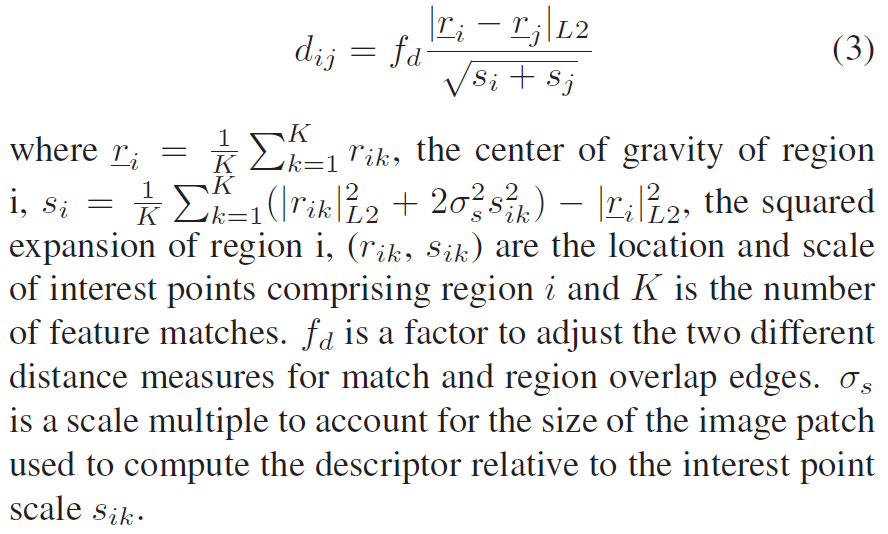 $d_{ij} = f_d \frac{|\underline{r}_i - \underline{r}_j|_{L2}}{\sqrt{s_i + s_j}}$ (3)
where $\underline{r}_i = \frac{1}{K} \sum_{k=1}^{K} r_{ik}$, the center of gravity of region
i, $s_i = \frac{1}{K} \sum_{k=1}^{K} (|r_{ik}|_{L2}^2 + 2\sigma_s^2 s_{ik}^2) - |\underline{r}_i|_{L2}^2$, the squared
expansion of region i, $(r_{ik}, s_{ik})$ are the location and scale
of interest points comprising region $i$ and $K$ is the number
of feature matches. $f_d$ is a factor to adjust the two different
distance measures for match and region overlap edges. $\sigma_s$
is a scale multiple to account for the size of the image patch
used to compute the descriptor relative to the interest point
scale $s_{ik}$.